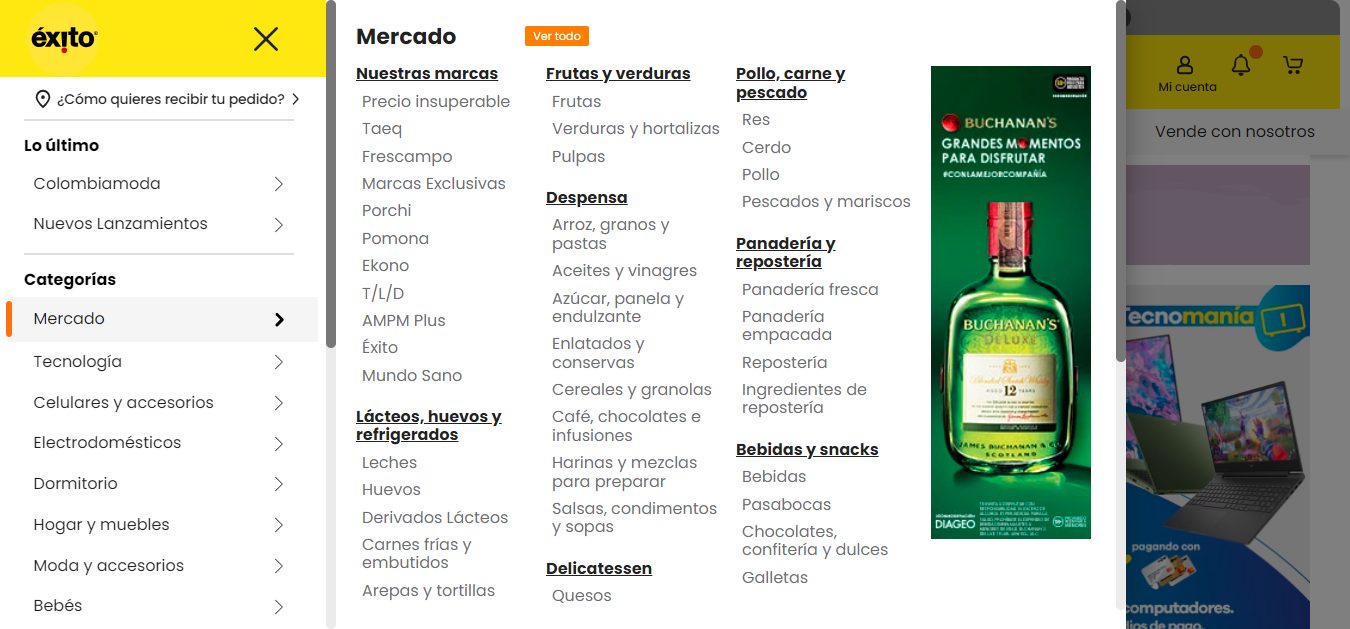 éxito
¿Cómo quieres recibir tu pedido?
Lo último
Colombiamoda
Nuevos Lanzamientos
Categorías
Mercado
Tecnología
Celulares y accesorios
Electrodomésticos
Dormitorio
Hogar y muebles
Moda y accesorios
Bebés
Mercado
Ver todo
Nuestras marcas
Precio insuperable
Taeq
Frescampo
Marcas Exclusivas
Porchi
Pomona
Ekono
T/L/D
AMPM Plus
Éxito
Mundo Sano
Lácteos, huevos y
refrigerados
Leches
Huevos
Derivados Lácteos
Carnes frías y
embutidos
Arepas y tortillas
Frutas y verduras
Frutas
Verduras y hortalizas
Pulpas
Despensa
Arroz, granos y
pastas
Aceites y vinagres
Azúcar, panela y
endulzante
Enlatados y
conservas
Cereales y granolas
Café, chocolates e
infusiones
Harinas y mezclas
para preparar
Salsas, condimentos
y sopas
Delicatessen
Quesos
Pollo, carne y
pescado
Res
Cerdo
Pollo
Pescados y mariscos
Panadería y
repostería
Panadería fresca
Panadería
empacada
Repostería
Ingredientes de
repostería
Bebidas y snacks
Bebidas
Pasabocas
Chocolates,
confitería y dulces
Galletas
BUCHANAN'S
GRANDES MOMENTOS
PARA DISFRUTAR
#CONLAMEJORCOMPAÑÍA
BUCHANAN'S
DELUXE
Blended Scotch Whisky
12 YEARS
JAMES BUCHANAN & CO
SCOTLAND
DIAGEO
Mi cuenta
Vende con nosotros
Tecnomanía
pagando con
computadores.
dios de pago.